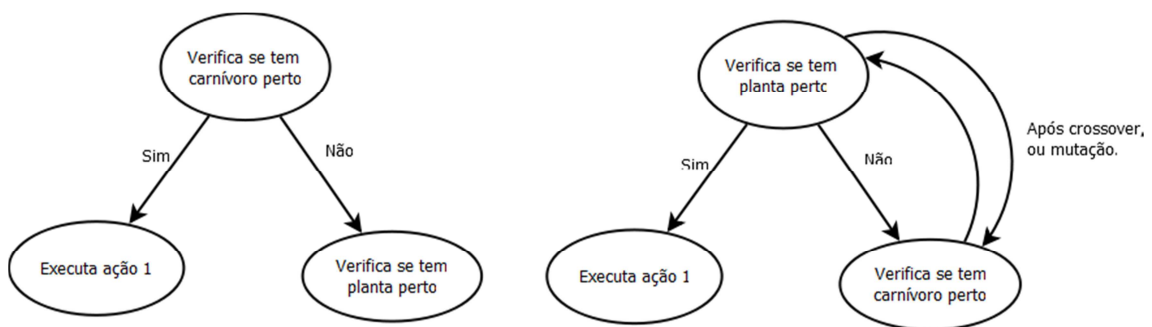 Verifica se tem
carnívoro perto
Sim
Não
Executa ação 1
Verifica se tem
planta perto
Verifica se tem
planta perto
Sim
Não
Após crossover,
ou mutação.
Executa ação 1
Verifica se tem
carnívoro perto